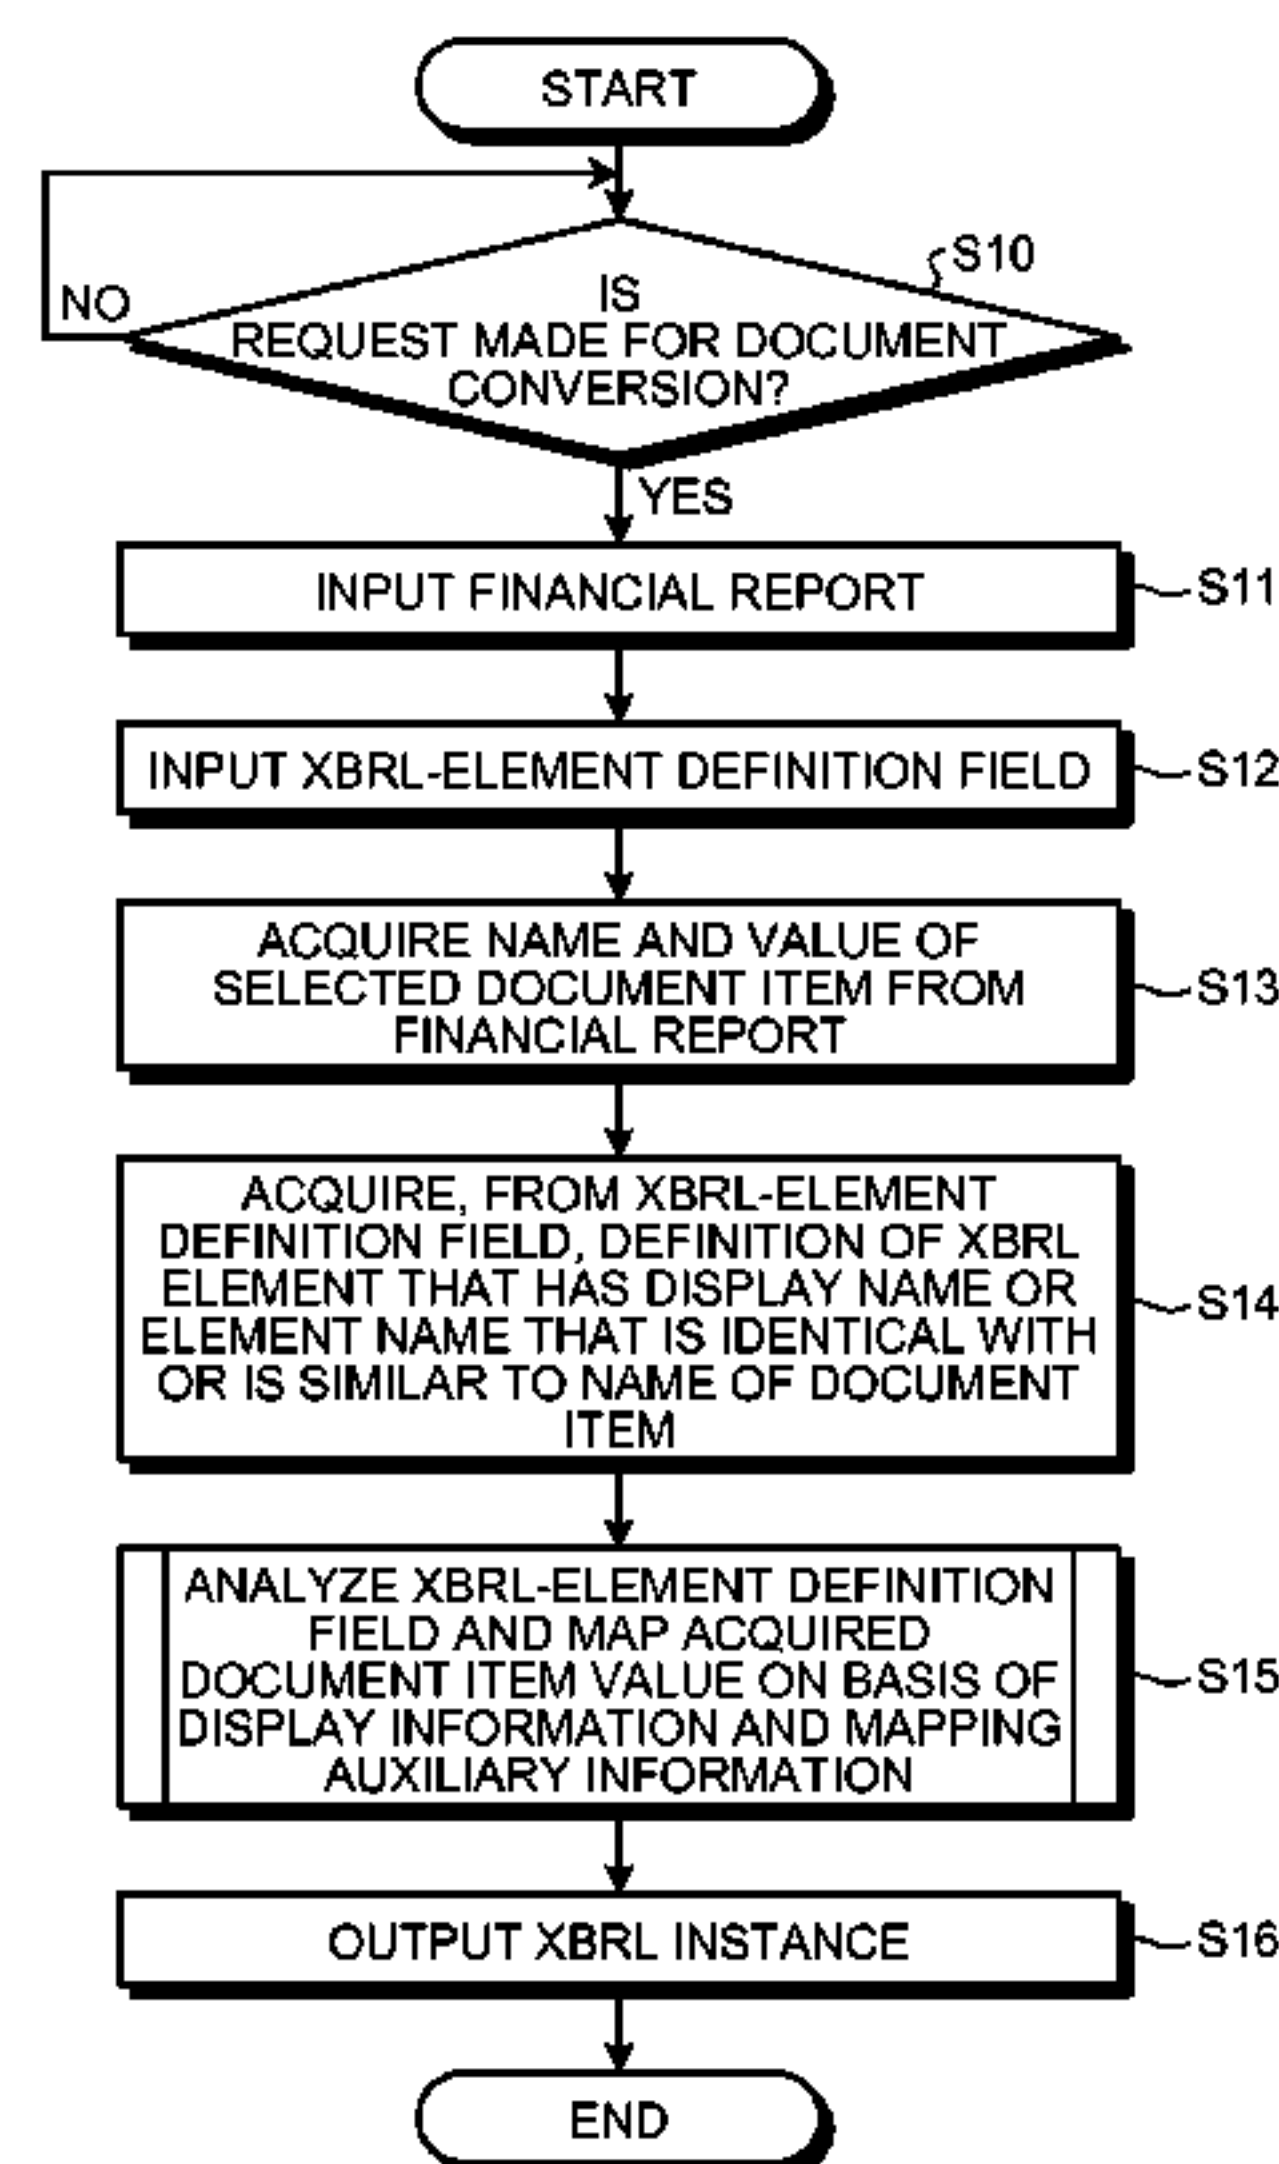 START
S10
NO
IS
REQUEST MADE FOR DOCUMENT
CONVERSION?
YES
INPUT FINANCIAL REPORT
S11
INPUT XBRL-ELEMENT DEFINITION FIELD
S12
ACQUIRE NAME AND VALUE OF
SELECTED DOCUMENT ITEM FROM
FINANCIAL REPORT
S13
ACQUIRE, FROM XBRL-ELEMENT
DEFINITION FIELD, DEFINITION OF XBRL
ELEMENT THAT HAS DISPLAY NAME OR
ELEMENT NAME THAT IS IDENTICAL WITH
OR IS SIMILAR TO NAME OF DOCUMENT
ITEM
S14
ANALYZE XBRL-ELEMENT DEFINITION
FIELD AND MAP ACQUIRED
DOCUMENT ITEM VALUE ON BASIS OF
DISPLAY INFORMATION AND MAPPING
AUXILIARY INFORMATION
S15
OUTPUT XBRL INSTANCE
S16
END